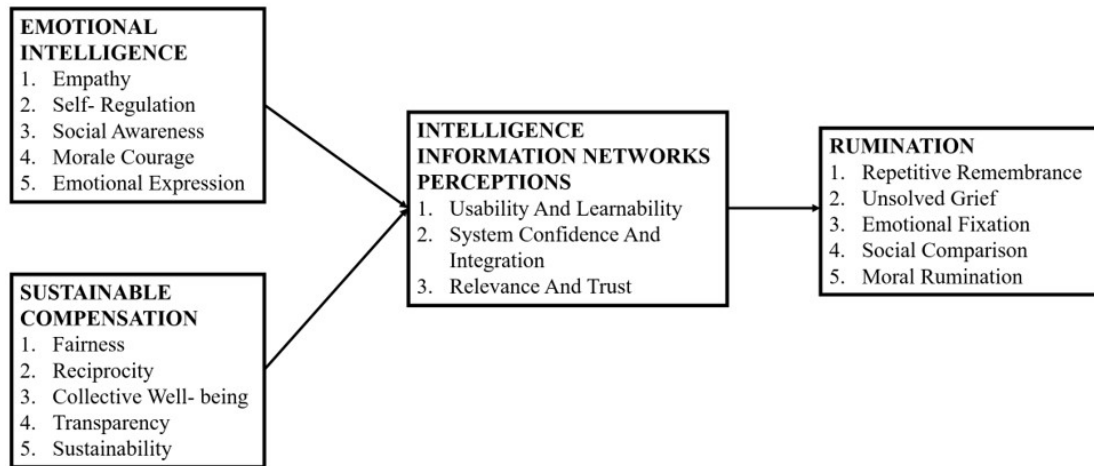 EMOTIONAL
INTELLIGENCE
1. Empathy
2. Self- Regulation
3. Social Awareness
4. Morale Courage
5. Emotional Expression
SUSTAINABLE
COMPENSATION
1. Fairness
2. Reciprocity
3. Collective Well- being
4. Transparency
5. Sustainability
INTELLIGENCE
INFORMATION NETWORKS
PERCEPTIONS
1. Usability And Learnability
2. System Confidence And
Integration
3. Relevance And Trust
RUMINATION
1. Repetitive Remembrance
2. Unsolved Grief
3. Emotional Fixation
4. Social Comparison
5. Moral Rumination